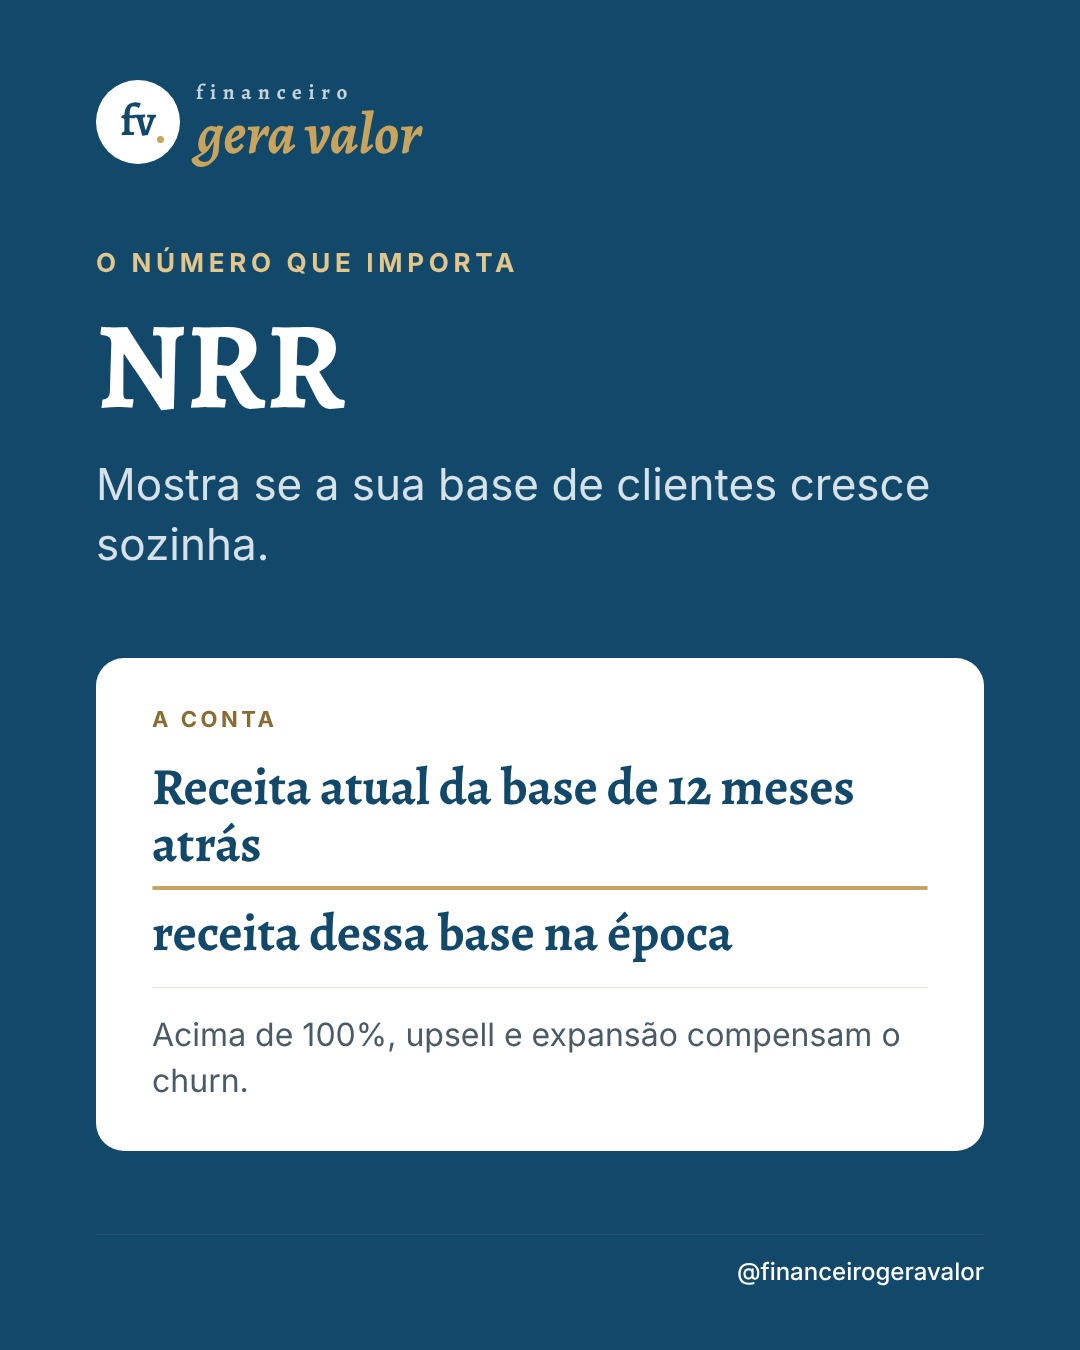 fv.
financeiro
gera valor
O NÚMERO QUE IMPORTA
NRR
Mostra se a sua base de clientes cresce
sozinha.
A CONTA
Receita atual da base de 12 meses
atrás
receita dessa base na época
Acima de 100%, upsell e expansão compensam o
churn.
@financeirogeravalor